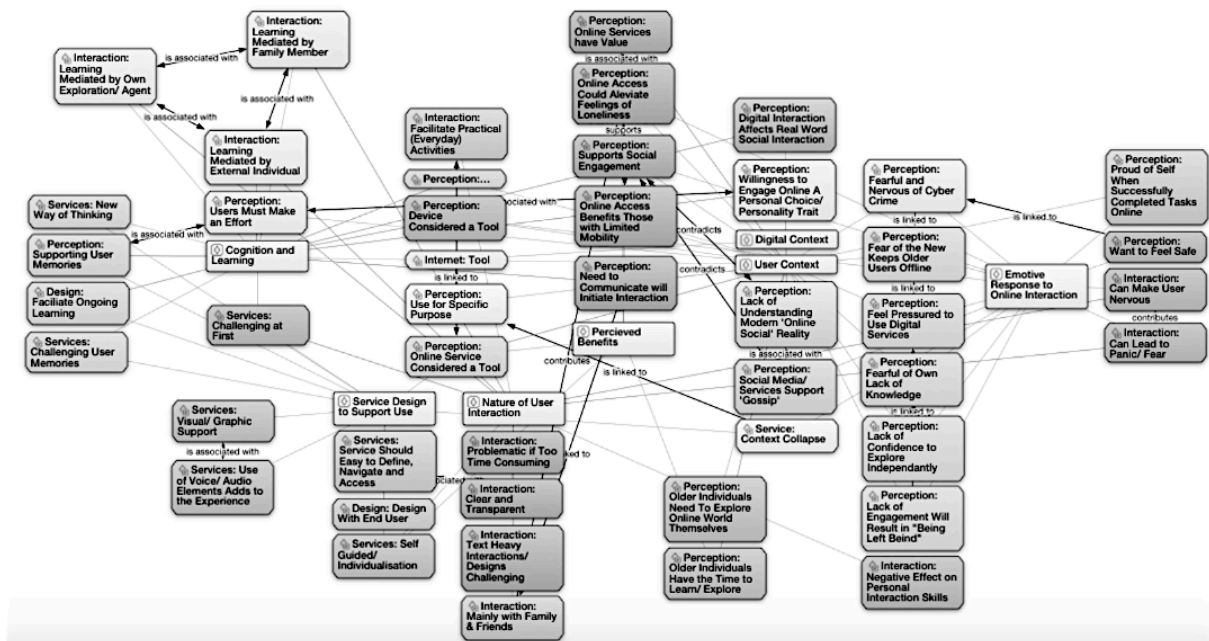 Interaction:
Learning
Mediated by
Family Member
Interaction:
Learning
Mediated by Own
Exploration/ Agent
is associated with
is associated with
is associated with
Interaction:
Learning
Mediated by
External Individual
Perception:
Users Must Make
an Effort
Cognition and
Learning
Services: New
Way of Thinking
Perception:
Supporting User
Memories
is associated with
Design:
Faciliate Ongoing
Learning
Services:
Challenging User
Memories
Services:
Challenging at
First
Services:
Visual/ Graphic
Support
is associated with
Services: Use
of Voice/ Audio
Elements Adds to
the Experience
Service Design
to Support Use
Services:
Service Should
Easy to Define,
Navigate and
Access
Design: Design
With End User
Services: Self
Guided/
Individualisation
Interaction:
Facilitate Practical
(Everyday)
Activities
Perception:...
Perception:
Device
Considered a Tool
Internet: Tool
is linked to
Perception:
Use for Specific
Purpose
Perception:
Online Service
Considered a Tool
Nature of User
Interaction
Interaction:
Problematic if Too
Time Consuming
Interaction:
Clear and
Transparent
Interaction:
Text Heavy
Interactions/
Designs
Challenging
Interaction:
Mainly with Family
& Friends
Perception:
Online Services
have Value
is associated with
Perception:
Online Access
Could Aleviate
Feelings of
Loneliness
supports
Perception:
Supports Social
Engagement
Perception:
Online Access
Benefits Those
with Limited
Mobility
Perception:
Need to
Communicate will
Initiate Interaction
Percieved
Benefits
contributes
is linked to
contradicts
contradicts
Perception:
Digital Interaction
Affects Real Word
Social Interaction
Perception:
Willingness to
Engage Online A
Personal Choice/
Personality Trait
Digital Context
User Context
Perception:
Lack of
Understanding
Modern 'Online
Social' Reality
is associated with
Perception:
Social Media/
Services Support
'Gossip'
Service:
Context Collapse
Perception:
Older Individuals
Need To Explore
Online World
Themselves
Perception:
Older Individuals
Have the Time to
Learn/ Explore
Perception:
Fearful and
Nervous of Cyber
Crime
is linked to
Perception:
Fear of the New
Keeps Older
Users Offline
is linked to
Perception:
Feel Pressured to
Use Digital
Services
Perception:
Fearful of Own
Lack of
Knowledge
is linked to
Perception:
Lack of
Confidence to
Explore
Independantly
Perception:
Lack of
Engagement Will
Result in "Being
Left Beind"
Interaction:
Negative Effect on
Personal
Interaction Skills
Emotive
Response to
Online Interaction
is linked to
Perception:
Proud of Self
When
Successfully
Completed Tasks
Online
Perception:
Want to Feel Safe
Interaction:
Can Make User
Nervous
contributes
Interaction:
Can Lead to
Panic/ Fear